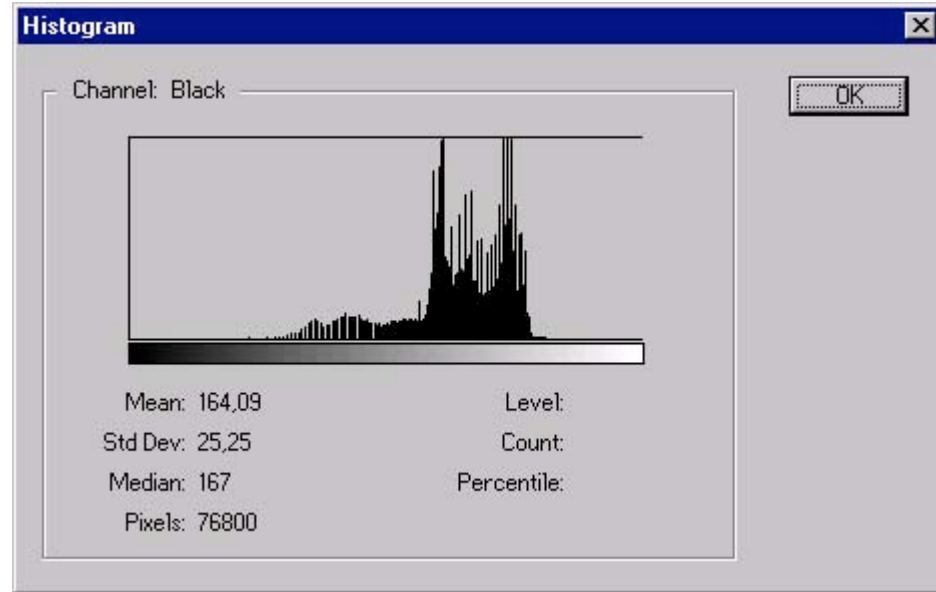 Histogram
Channel: Black
OK
Mean: 164,09
Level:
Std Dev: 25,25
Count:
Median: 167
Percentile:
Pixels: 76800